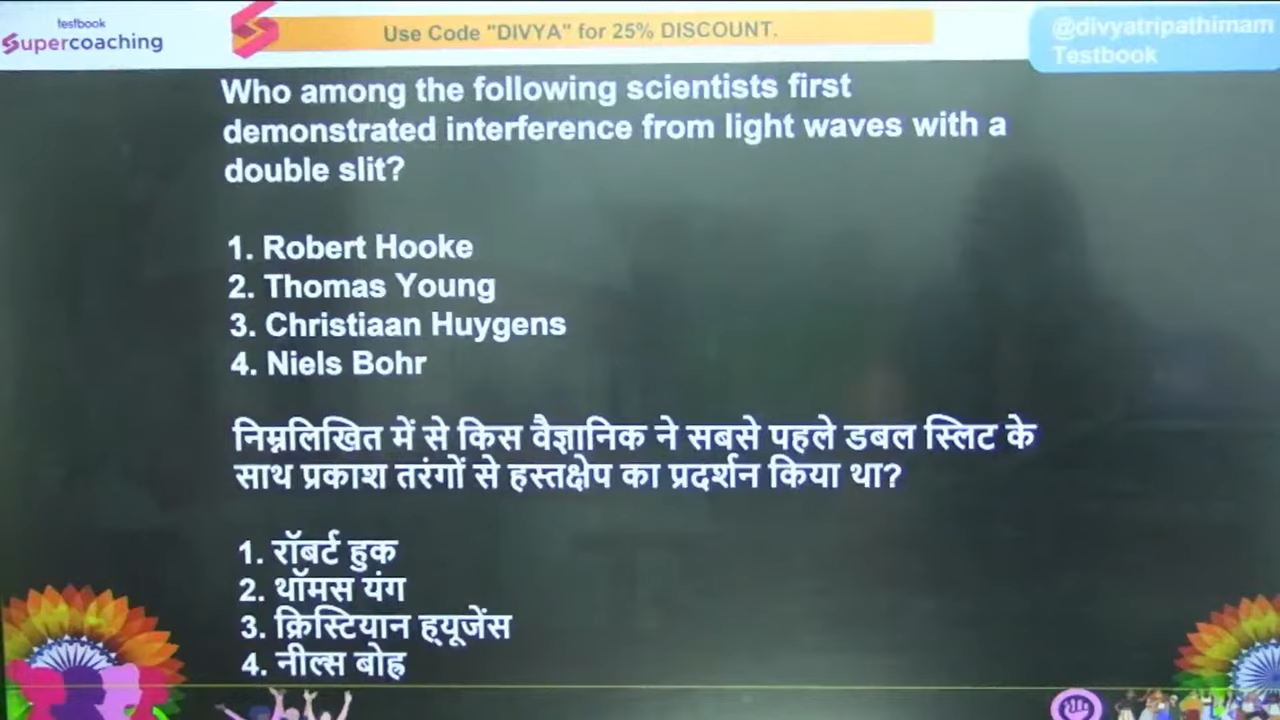 testbook
Supercoaching
Use Code "DIVYA" for 25% DISCOUNT.
@divyatripathimam
Testbook
Who among the following scientists first
demonstrated interference from light waves with a
double slit?
1. Robert Hooke
2. Thomas Young
3. Christiaan Huygens
4. Niels Bohr
निम्नलिखित में से किस वैज्ञानिक ने सबसे पहले डबल स्लिट के
साथ प्रकाश तरंगों से हस्तक्षेप का प्रदर्शन किया था?
1. रॉबर्ट हुक
2. थॉमस यंग
3. क्रिस्टियान ह्यूजेंस
4. नील्स बोह्र